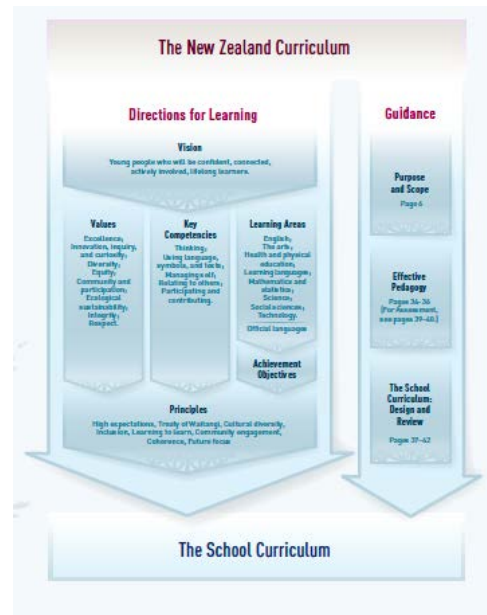 The New Zealand Curriculum
Directions for Learning
Vision
Young people who will be confident, connected,
actively involved, lifelong learners.
Values
Excellence;
Innovation, inquiry,
and curiosity;
Diversity;
Equity;
Community and
participation;
Ecological
sustainability;
Integrity;
Respect.
Key
Competencies
Thinking;
Using language,
symbols, and texts;
Managing self;
Relating to others;
Participating and
contributing.
Learning Areas
English;
The arts;
Health and physical
education;
Learning languages;
Mathematics and
statistics;
Science;
Social sciences;
Technology.
Official languages
Achievement
Objectives
Principles
High expectations, Treaty of Waitangi, Cultural diversity,
Inclusion, Learning to learn, Community engagement,
Coherence, Future focus
Guidance
Purpose
and Scope
Page 6
Effective
Pedagogy
Pages 34-36
(For Assessment,
see pages 39-40.)
The School
Curriculum:
Design and
Review
Pages 37-42
The School Curriculum